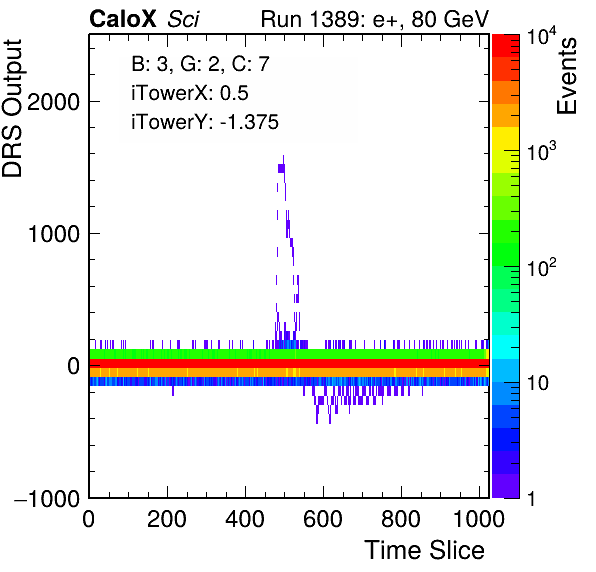 CaloX Sci Run 1389: e+, 80 GeV
B: 3, G: 2, C: 7
iTowerX: 0.5
iTowerY: -1.375
DRS Output
2000
1000
0
−1000
0 200 400 600 800 1000
Time Slice
Events
10^4
10^3
10^2
10
1